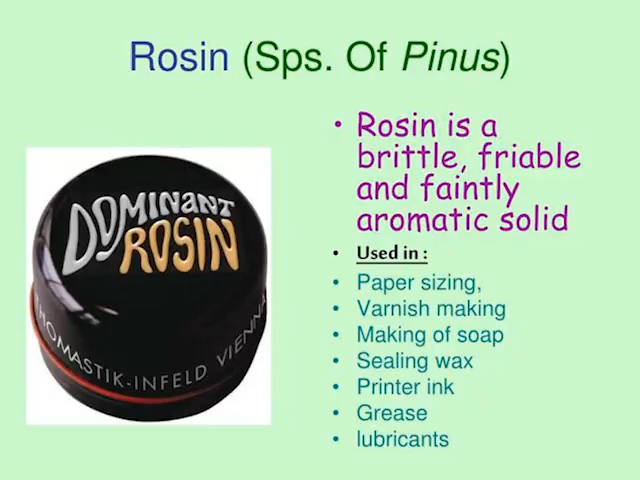 Rosin (Sps. Of Pinus)
DOMINANT
ROSIN
THOMASTIK-INFELD VIENNA
• Rosin is a
brittle, friable
and faintly
aromatic solid
• Used in :
• Paper sizing,
• Varnish making
• Making of soap
• Sealing wax
• Printer ink
• Grease
• lubricants